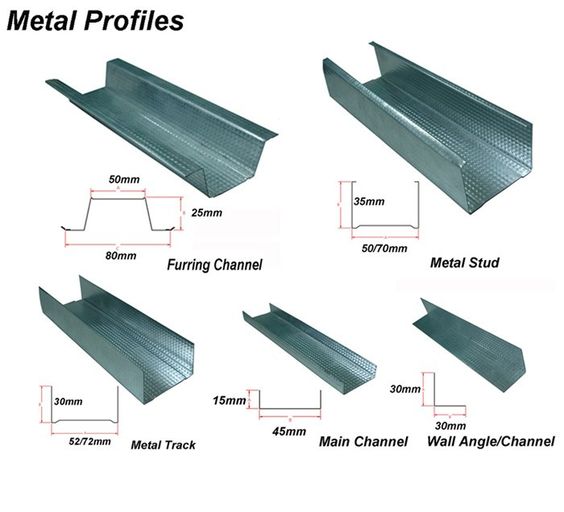 Metal Profiles
50mm
25mm
80mm
Furring Channel
35mm
50/70mm
Metal Stud
30mm
52/72mm
Metal Track
15mm
45mm
Main Channel
30mm
30mm
Wall Angle/Channel